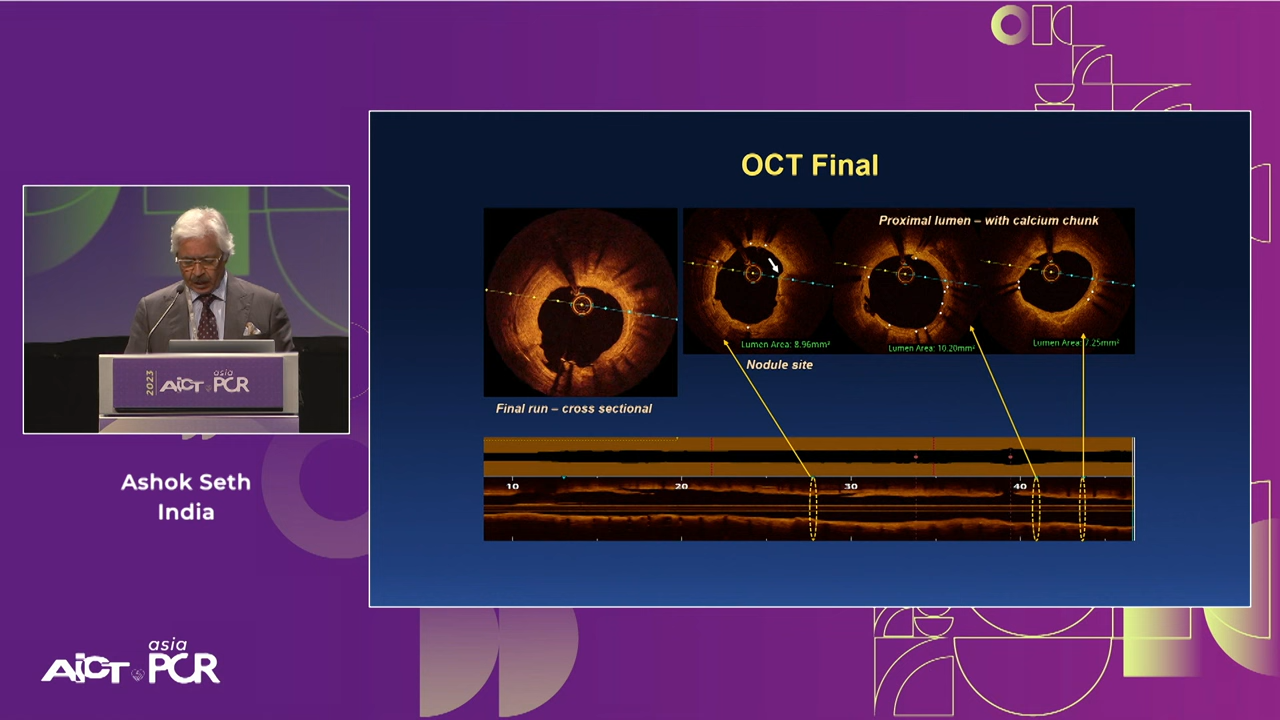 OCT Final
Proximal lumen – with calcium chunk
Lumen Area: 8.96mm²
Lumen Area: 10.20mm²
Lumen Area: 7.25mm²
Nodule site
Final run – cross sectional
10
20
30
40
2023
AICT
asia
PCR
Ashok Seth
India
asia
AICT PCR